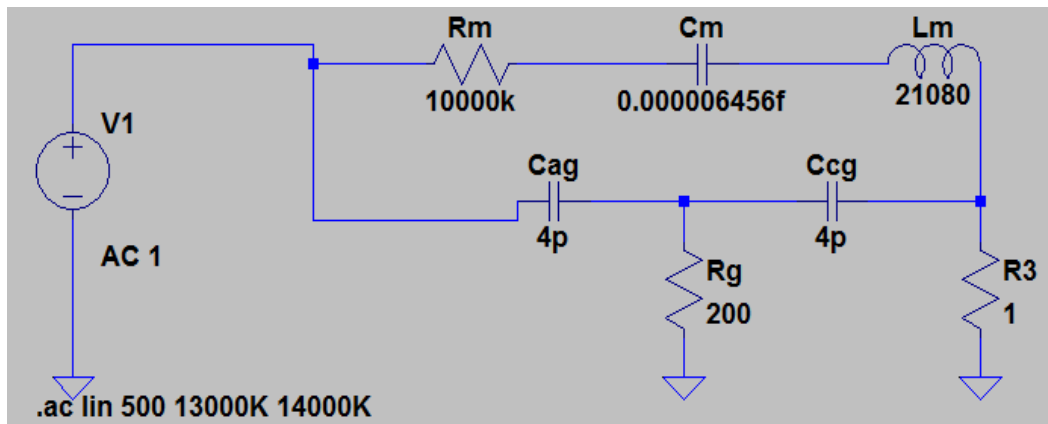 Rm
10000k
Cm
0.000006456f
Lm
21080
V1
AC 1
Cag
4p
Ccg
4p
Rg
200
R3
1
.ac lin 500 13000K 14000K